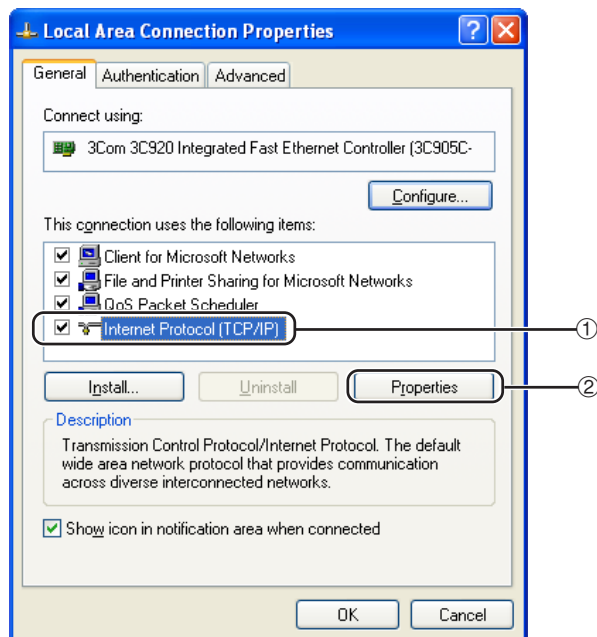 Local Area Connection Properties
General Authentication Advanced
Connect using:
3Com 3C920 Integrated Fast Ethernet Controller (3C905C-
Configure...
This connection uses the following items:
Client for Microsoft Networks
File and Printer Sharing for Microsoft Networks
QoS Packet Scheduler
Internet Protocol (TCP/IP)
①
Install... Uninstall Properties
②
Description
Transmission Control Protocol/Internet Protocol. The default
wide area network protocol that provides communication
across diverse interconnected networks.
Show icon in notification area when connected
OK Cancel